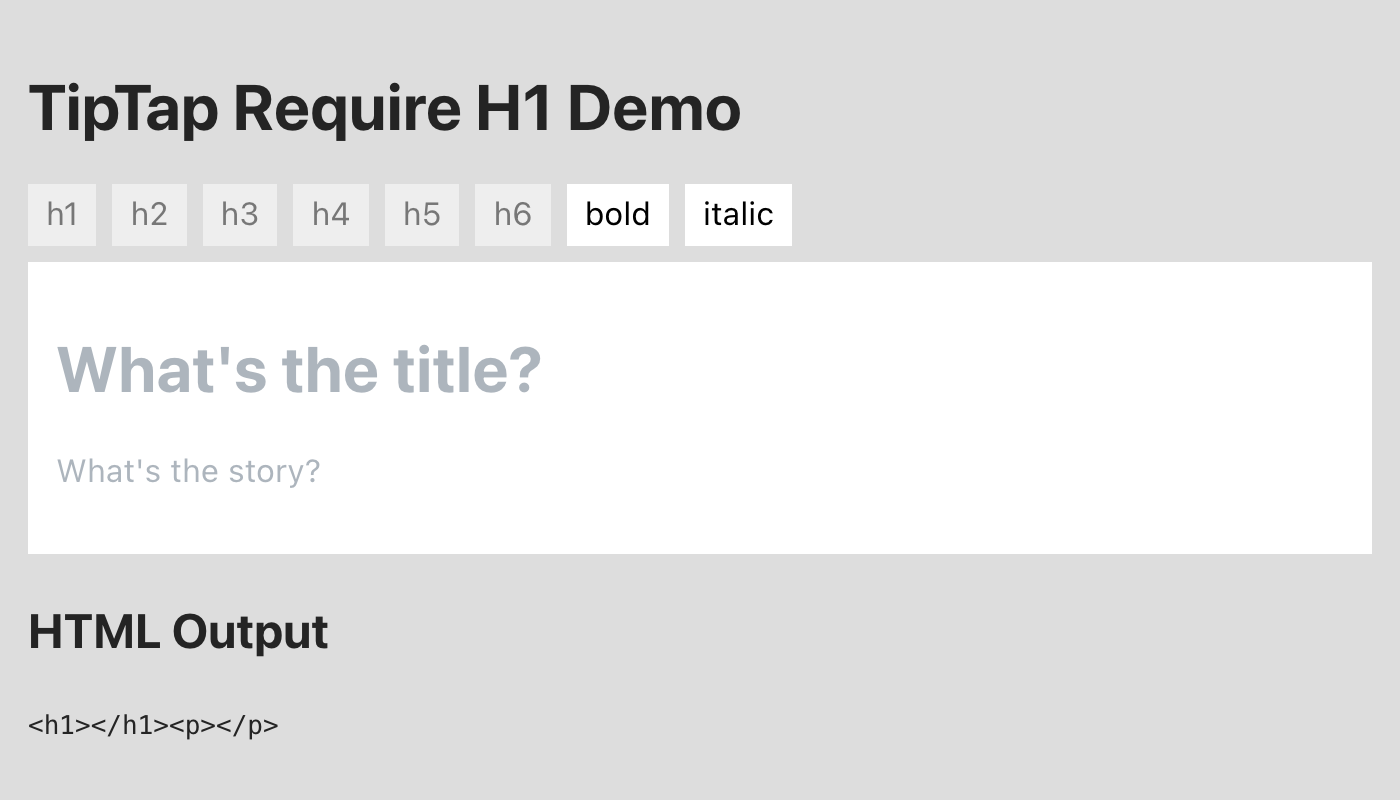 TipTap Require H1 Demo
h1 h2 h3 h4 h5 h6 bold italic
What's the title?
What's the story?
HTML Output
<h1></h1><p></p>